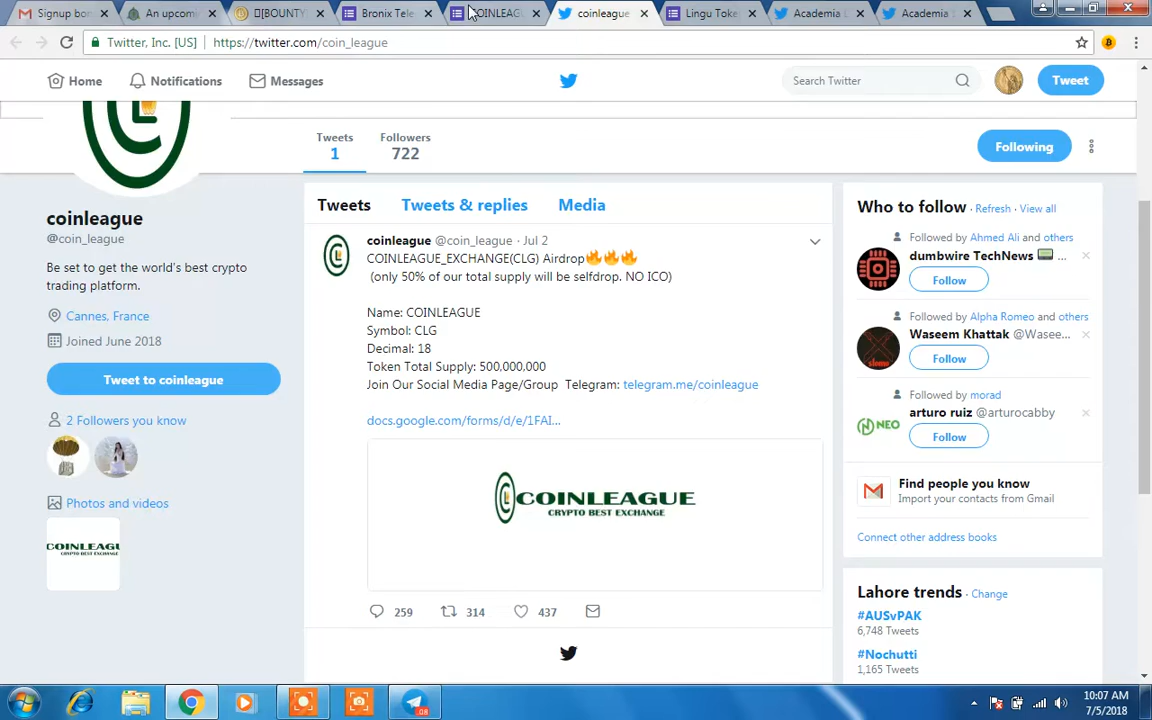 Signup bon
An upcomi
[BOUNTY
Bronix Tele
COINLEAGU
coinleague
Lingu Toke
Academia L
Academia
Twitter, Inc. [US]
https://twitter.com/coin_league
Home
Notifications
Messages
Search Twitter
Tweet
Tweets
1
Followers
722
Following
coinleague
@coin_league
Be set to get the world's best crypto
trading platform.
Cannes, France
Joined June 2018
Tweet to coinleague
2 Followers you know
Photos and videos
COINLEAGU
Tweets
Tweets & replies
Media
coinleague @coin_league · Jul 2
COINLEAGUE_EXCHANGE(CLG) Airdrop🔥🔥🔥
(only 50% of our total supply will be selfdrop. NO ICO)
Name: COINLEAGUE
Symbol: CLG
Decimal: 18
Token Total Supply: 500,000,000
Join Our Social Media Page/Group Telegram: telegram.me/coinleague
docs.google.com/forms/d/e/1FAI...
COINLEAGUE
CRYPTO BEST EXCHANGE
259
314
437
Who to follow · Refresh · View all
Followed by Ahmed Ali and others
dumbwire TechNews ...
Follow
Followed by Alpha Romeo and others
Waseem Khattak @Wasee...
Follow
Followed by morad
arturo ruiz @arturocabby
NEO
Follow
Find people you know
Import your contacts from Gmail
Connect other address books
Lahore trends · Change
#AUSvPAK
6,748 Tweets
#Nochutti
1,165 Tweets
10:07 AM
7/5/2018